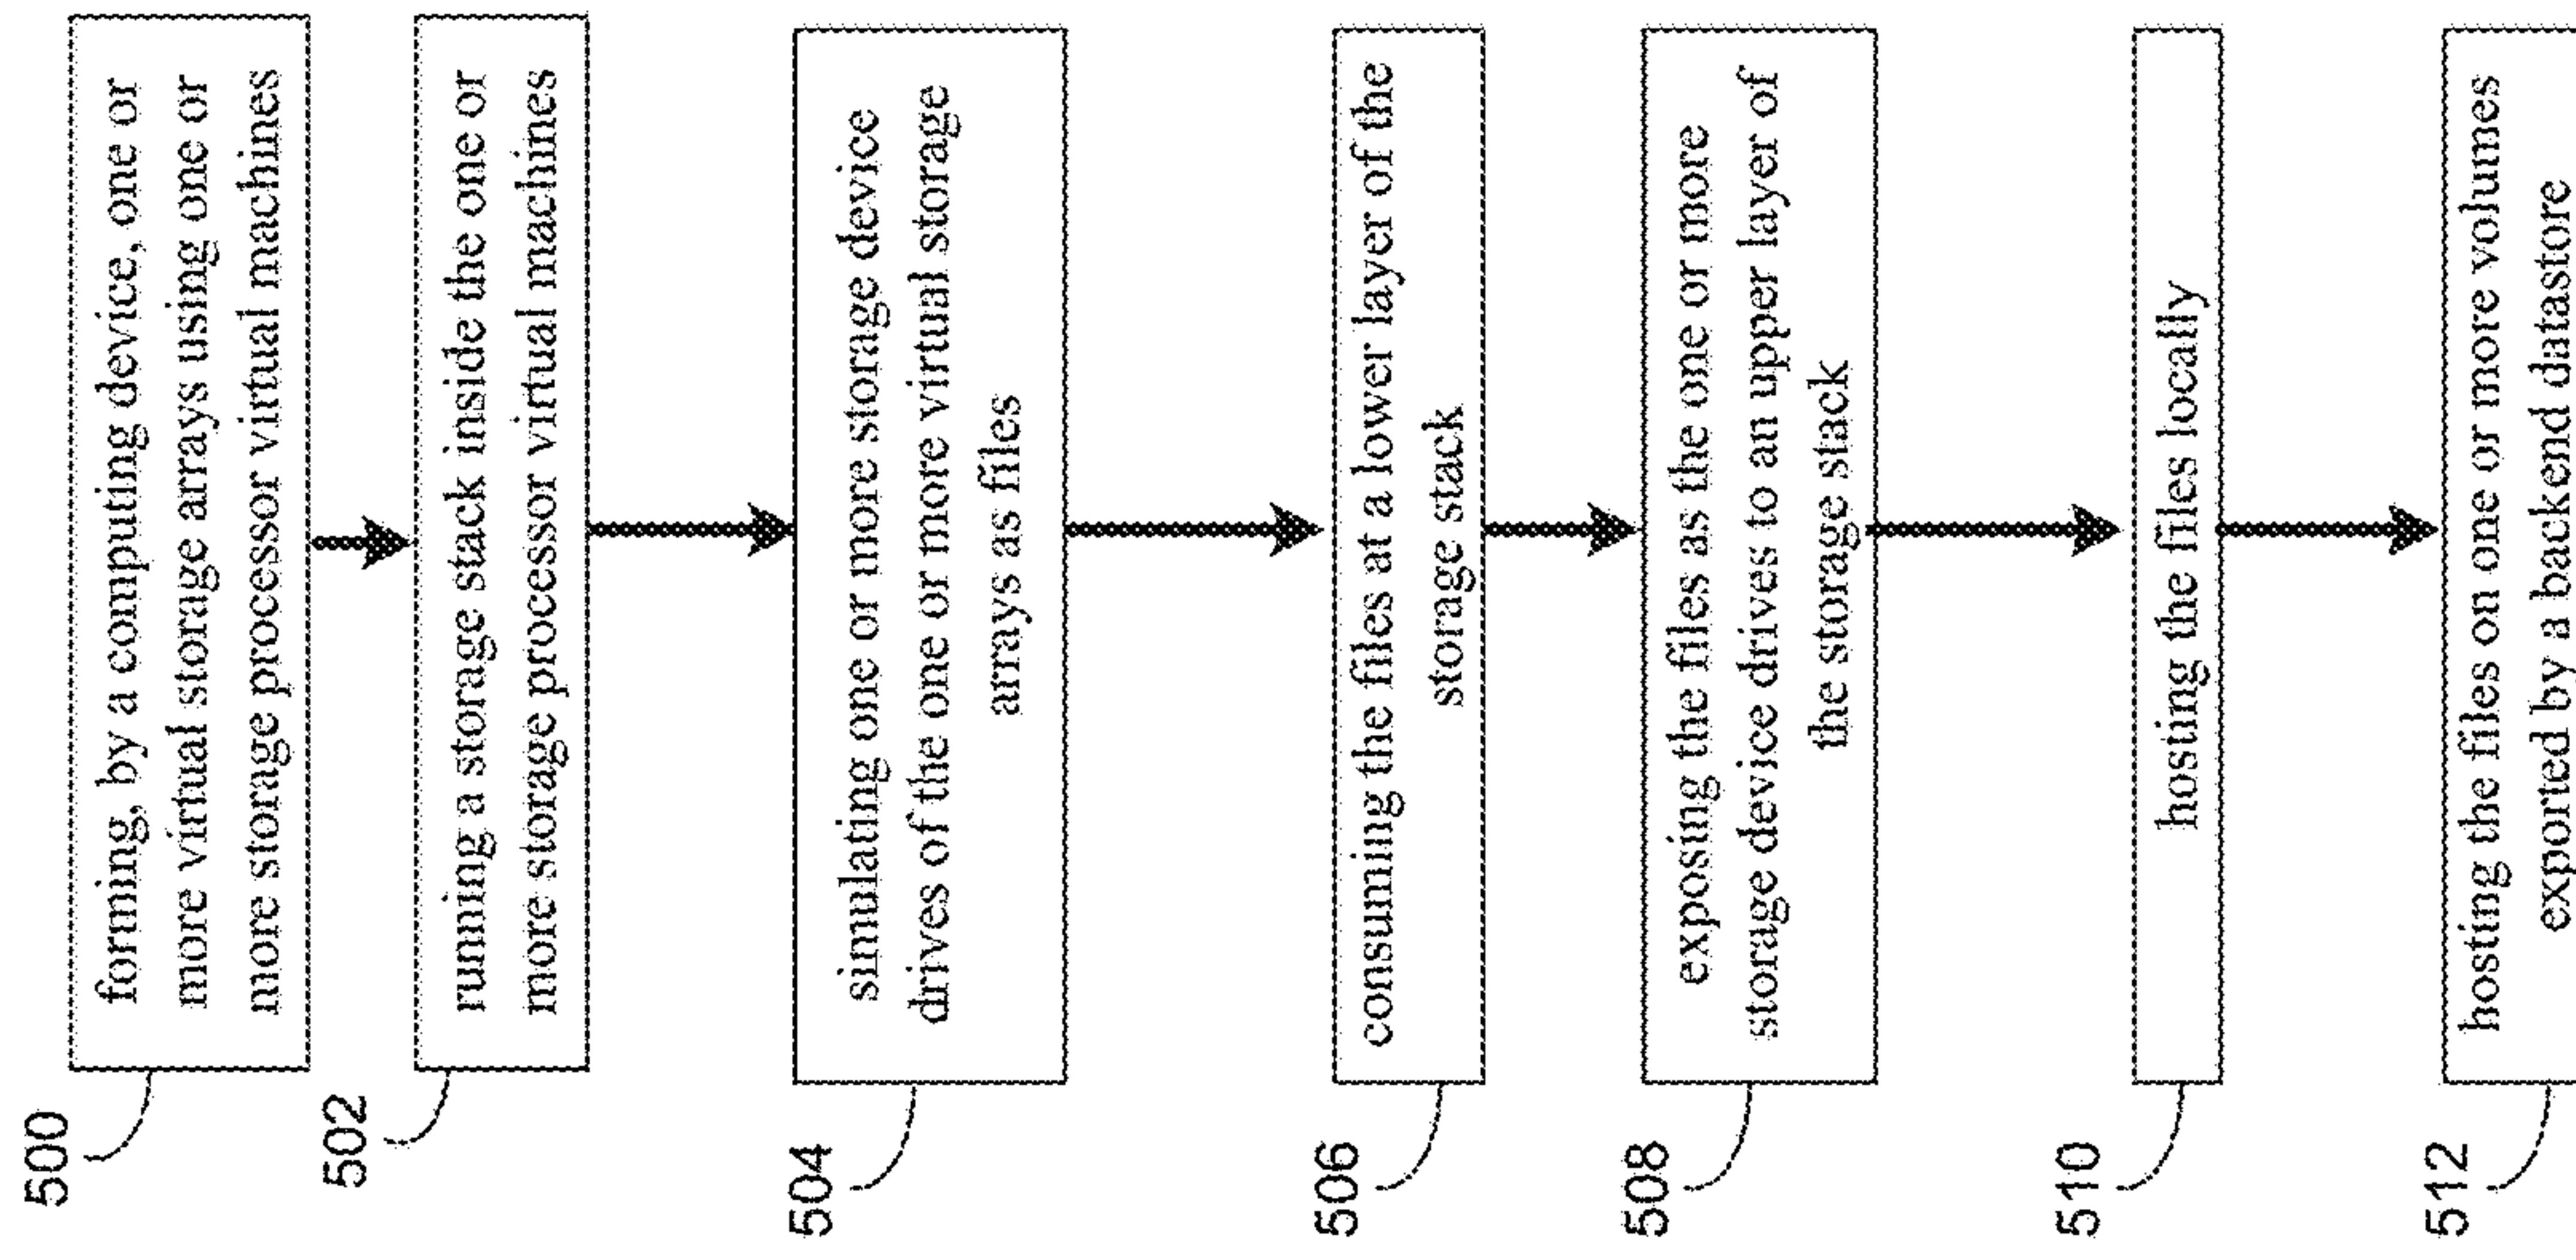 500
forming, by a computing device, one or
more virtual storage arrays using one or
more storage processor virtual machines
502
running a storage stack inside the one or
more storage processor virtual machines
504
simulating one or more storage device
drives of the one or more virtual storage
arrays as files
506
consuming the files at a lower layer of the
storage stack
508
exposing the files as the one or more
storage device drives to an upper layer of
the storage stack
510
hosting the files locally
512
hosting the files on one or more volumes
exported by a backend datastore